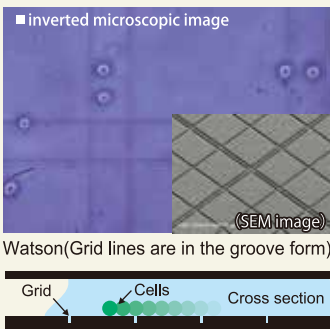 ■ inverted microscopic image
(SEM image)
Watson(Grid lines are in the groove form)
Grid
Cells
Cross section